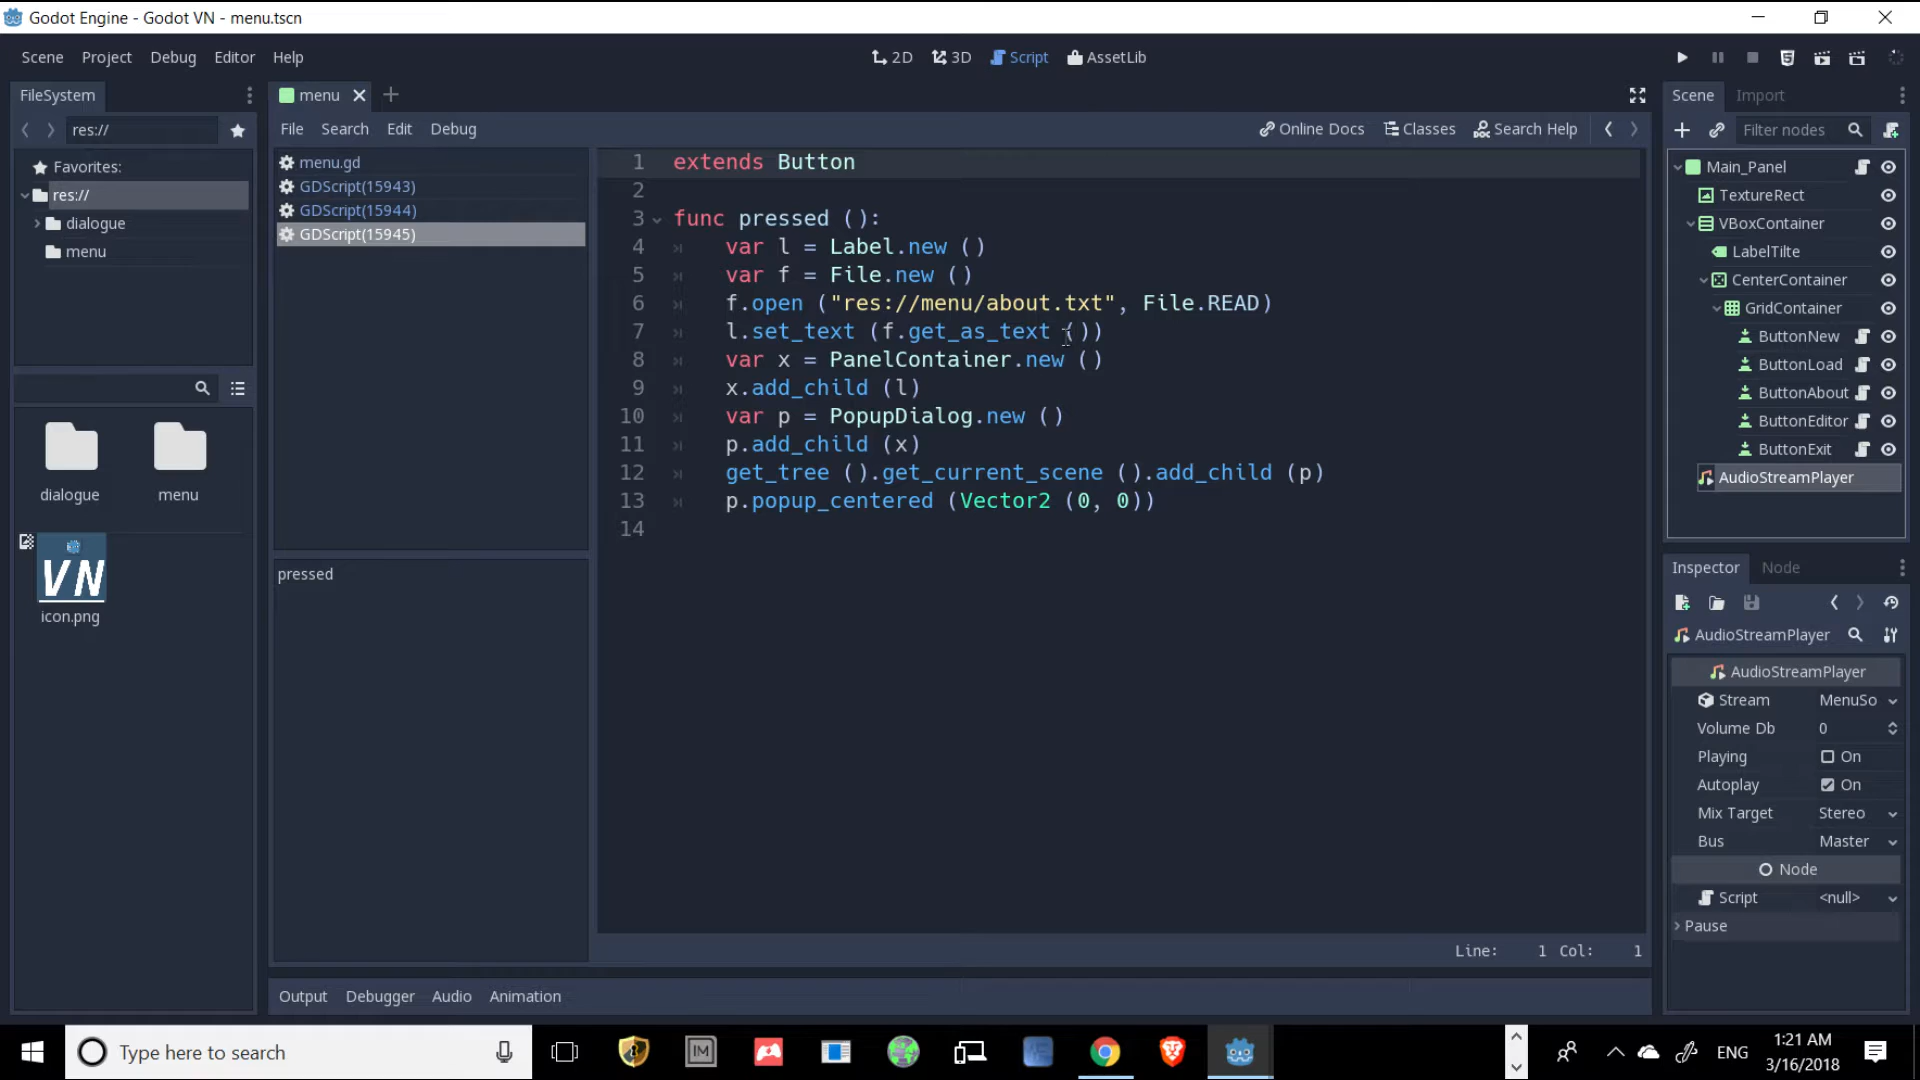 Godot Engine - Godot VN - menu.tscn
Scene Project Debug Editor Help
2D 3D Script AssetLib
FileSystem
res://
Favorites:
res://
dialogue
menu
dialogue
menu
VN
icon.png
menu
File Search Edit Debug
Online Docs Classes Search Help
menu.gd
GDScript(15943)
GDScript(15944)
GDScript(15945)
pressed
1 extends Button
2
3 func pressed ():
4 var l = Label.new ()
5 var f = File.new ()
6 f.open ("res://menu/about.txt", File.READ)
7 l.set_text (f.get_as_text ())
8 var x = PanelContainer.new ()
9 x.add_child (l)
10 var p = PopupDialog.new ()
11 p.add_child (x)
12 get_tree ().get_current_scene ().add_child (p)
13 p.popup_centered (Vector2 (0, 0))
14
Line: 1 Col: 1
Output Debugger Audio Animation
Scene Import
Filter nodes
Main_Panel
TextureRect
VBoxContainer
LabelTilte
CenterContainer
GridContainer
ButtonNew
ButtonLoad
ButtonAbout
ButtonEditor
ButtonExit
AudioStreamPlayer
Inspector Node
AudioStreamPlayer
AudioStreamPlayer
Stream MenuSo
Volume Db 0
Playing On
Autoplay On
Mix Target Stereo
Bus Master
Node
Script <null>
Pause
Type here to search
IM
ENG
1:21 AM
3/16/2018